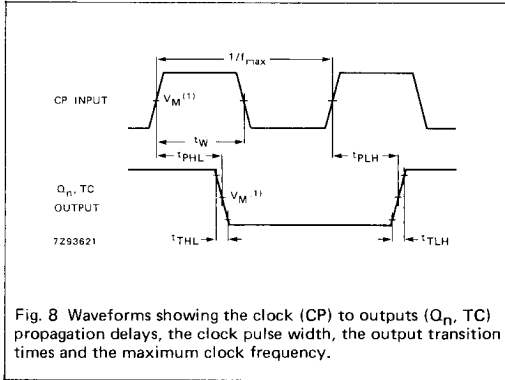 1/fmax
CP INPUT
VM(1)
tW
tPHL
tPLH
Qn, TC
OUTPUT
VM(1)
7Z93621
tTHL
tTLH
Fig. 8 Waveforms showing the clock (CP) to outputs (Qn, TC)
propagation delays, the clock pulse width, the output transition
times and the maximum clock frequency.